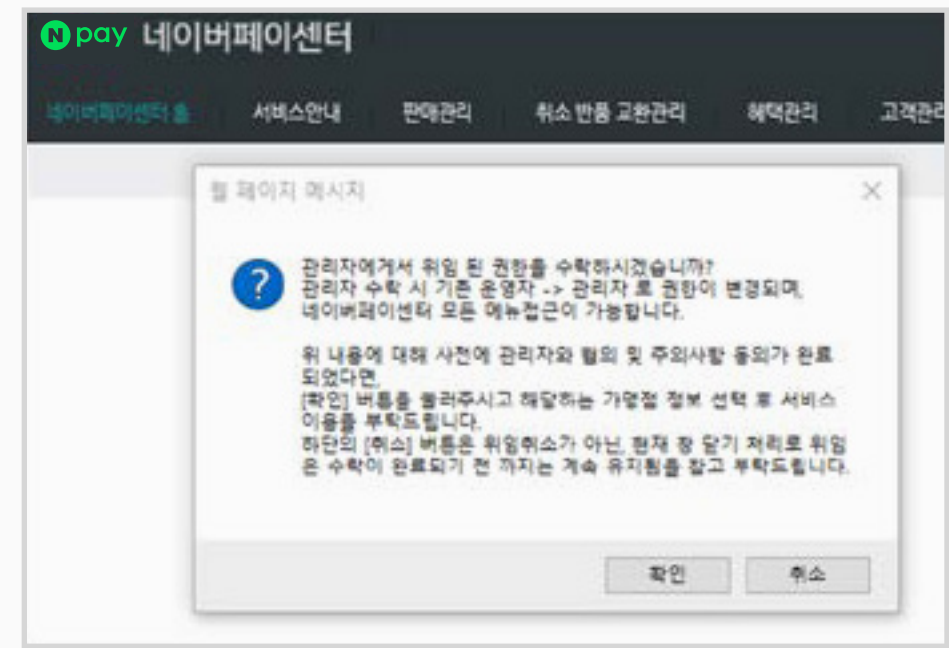 N pay 네이버페이센터
네이버페이센터 홈 서비스안내 판매관리 취소 반품 교환관리 혜택관리 고객관리
웹 페이지 메시지
관리자에게서 위임 된 권한을 수락하시겠습니까?
관리자 수락 시 기존 운영자 -> 관리자 로 권한이 변경되며,
네이버페이센터 모든 메뉴접근이 가능합니다.
위 내용에 대해 사전에 관리자와 협의 및 주의사항 동의가 완료
되었다면,
[확인] 버튼을 눌러주시고 해당하는 가맹점 정보 선택 후 서비스
이용을 부탁드립니다.
하단의 [취소] 버튼은 위임취소가 아닌, 현재 창 닫기 처리로 위임
은 수락이 완료되기 전 까지는 계속 유지됨을 참고 부탁드립니다.
확인 취소